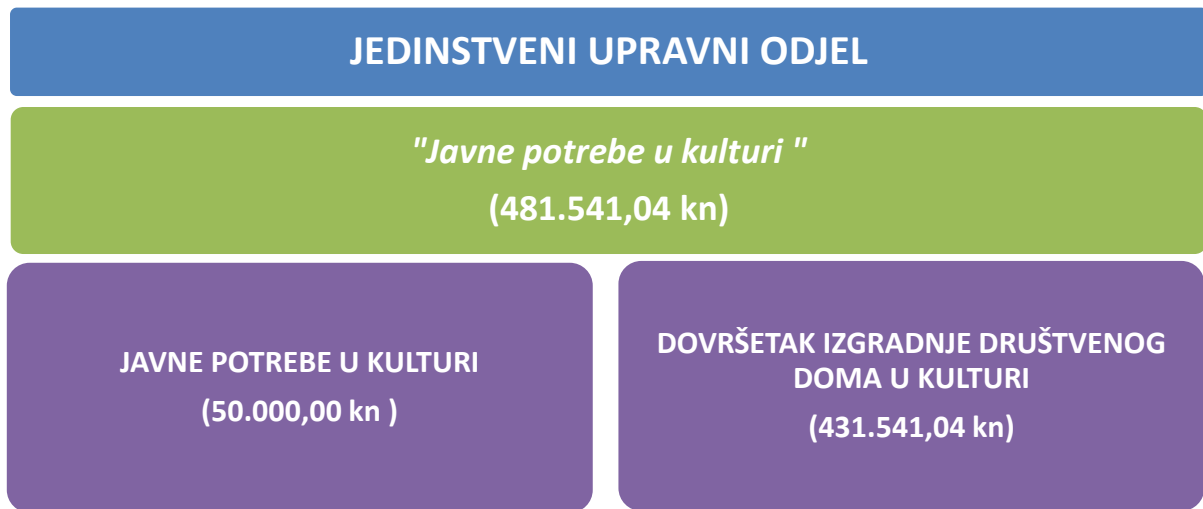 JEDINSTVENI UPRAVNI ODJEL
"Javne potrebe u kulturi "
(481.541,04 kn)
JAVNE POTREBE U KULTURI
(50.000,00 kn )
DOVRŠETAK IZGRADNJE DRUŠTVENOG
DOMA U KULTURI
(431.541,04 kn)